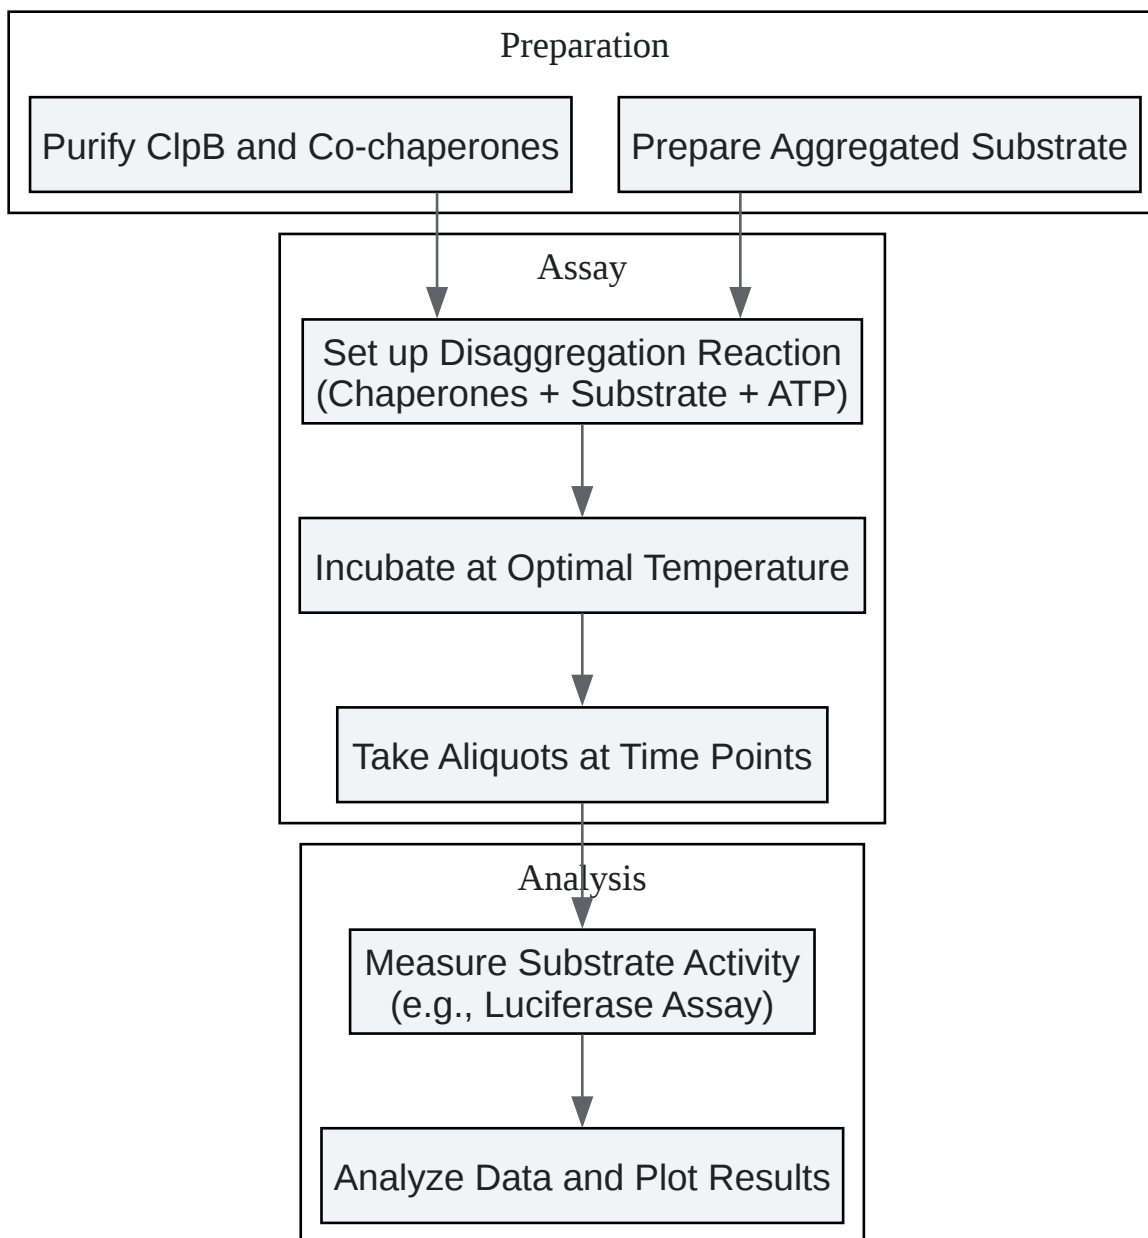 Preparation
Purify ClpB and Co-chaperones
Prepare Aggregated Substrate
Assay
Set up Disaggregation Reaction
(Chaperones + Substrate + ATP)
Incubate at Optimal Temperature
Take Aliquots at Time Points
Analysis
Measure Substrate Activity
(e.g., Luciferase Assay)
Analyze Data and Plot Results